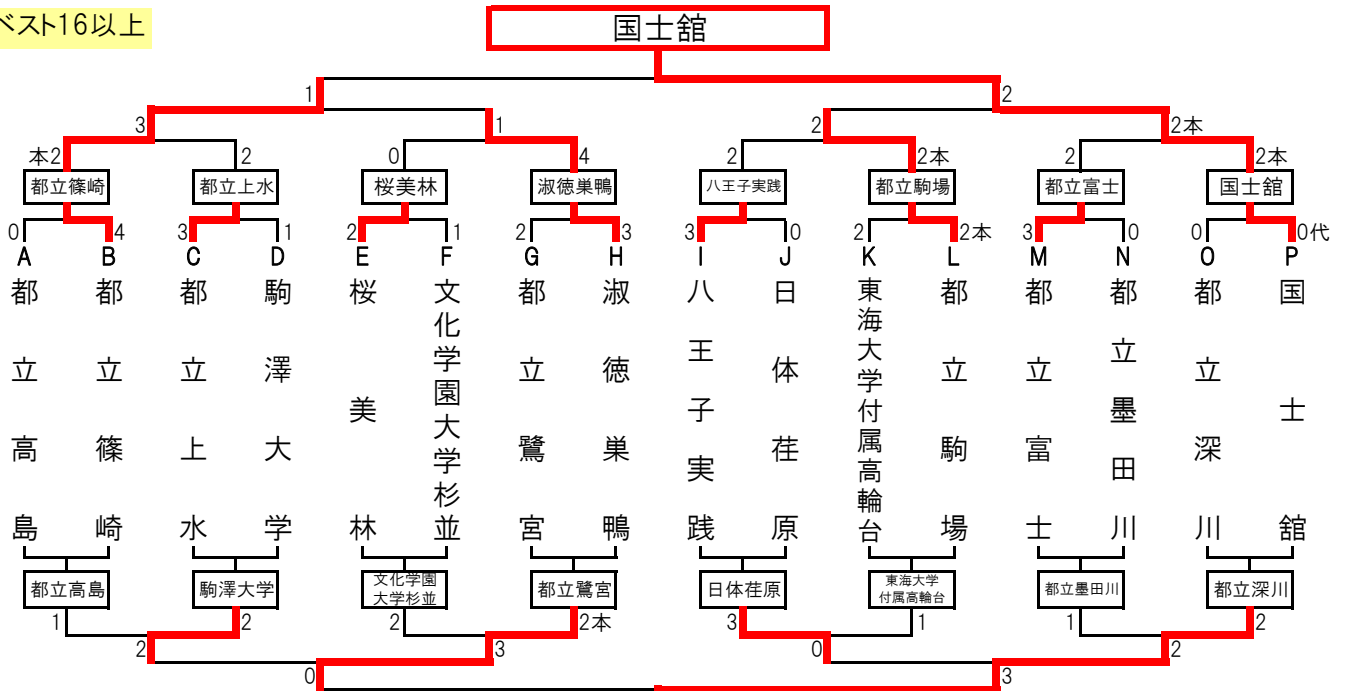 ベスト16以上
国士舘
1 2
3 1 2 2本
本2 2 0 4 2 2本 2 2本
都立篠崎 都立上水 桜美林 淑徳巣鴨 八王子実践 都立駒場 都立富士 国士舘
0 4 3 1 2 1 2 3 3 0 2 2本 3 0 0 0代
A B C D E F G H I J K L M N O P
都立高島
都立篠崎
都立上水
駒澤大学
桜美林
文化学園大学杉並
都立鷺宮
淑徳巣鴨
八王子実践
日体荏原
東海大学付属高輪台
都立駒場
都立富士
都立墨田川
都立深川
国士舘
都立高島 駒澤大学 文化学園大学杉並 都立鷺宮 日体荏原 東海大学付属高輪台 都立墨田川 都立深川
1 2 2 2本 3 1 1 2
2 3 0 2
0 3